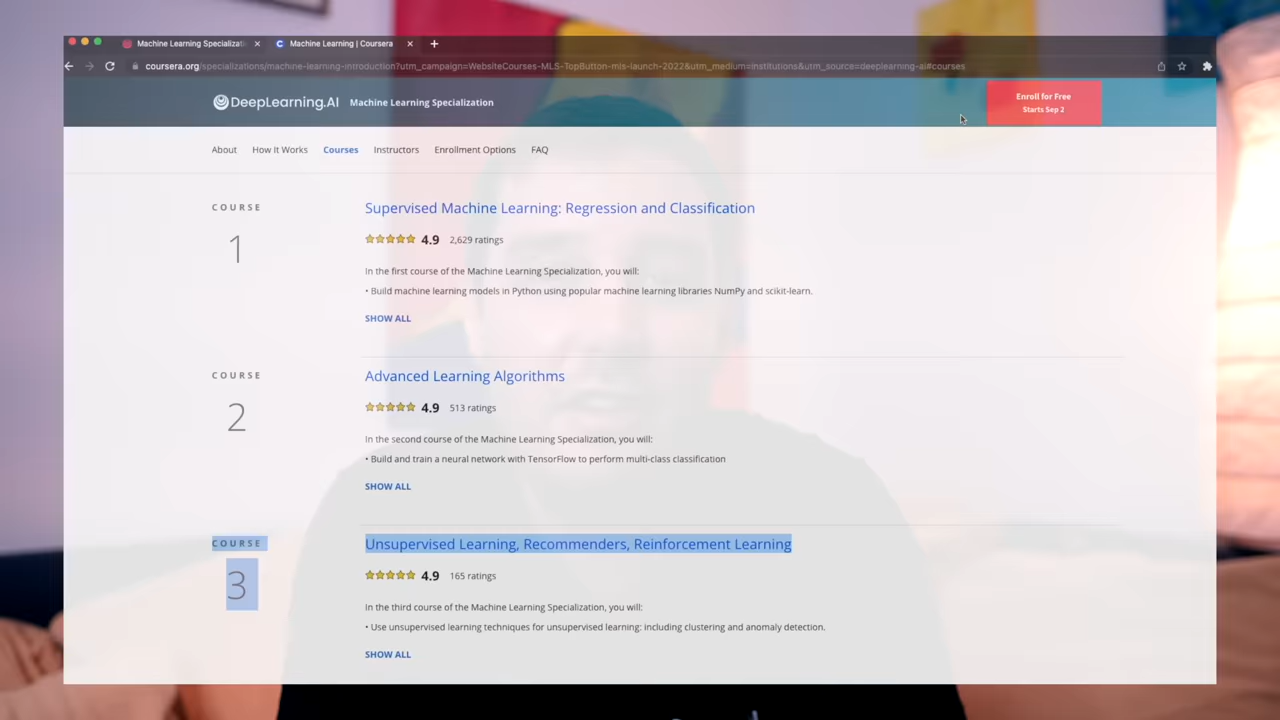 Machine Learning Specializati
Machine Learning | Coursera
coursera.org/specializations/machine-learning-introduction?utm_campaign=WebsiteCourses-MLS-TopButton-mls-launch-2022&utm_medium=institutions&utm_source=deeplearning-ai#courses
DeepLearning.AI Machine Learning Specialization
Enroll for Free
Starts Sep 2
About How It Works Courses Instructors Enrollment Options FAQ
COURSE
1
Supervised Machine Learning: Regression and Classification
4.9 2,629 ratings
In the first course of the Machine Learning Specialization, you will:
• Build machine learning models in Python using popular machine learning libraries NumPy and scikit-learn.
SHOW ALL
COURSE
2
Advanced Learning Algorithms
4.9 513 ratings
In the second course of the Machine Learning Specialization, you will:
• Build and train a neural network with TensorFlow to perform multi-class classification
SHOW ALL
COURSE
3
Unsupervised Learning, Recommenders, Reinforcement Learning
4.9 165 ratings
In the third course of the Machine Learning Specialization, you will:
• Use unsupervised learning techniques for unsupervised learning: including clustering and anomaly detection.
SHOW ALL